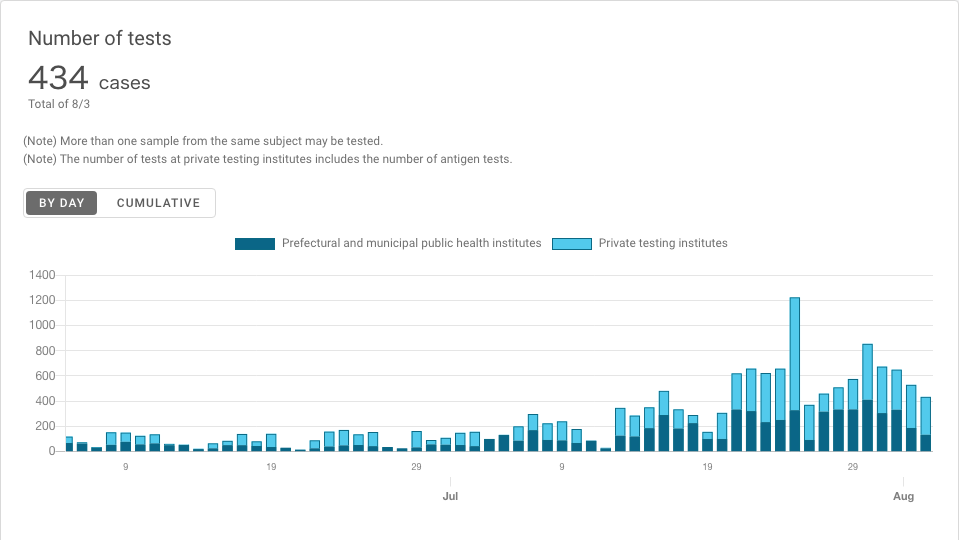 Number of tests
434 cases
Total of 8/3
(Note) More than one sample from the same subject may be tested.
(Note) The number of tests at private testing institutes includes the number of antigen tests.
BY DAY CUMULATIVE
Prefectural and municipal public health institutes Private testing institutes
1400
1200
1000
800
600
400
200
0
9 19 29 9 19 29
Jul Aug